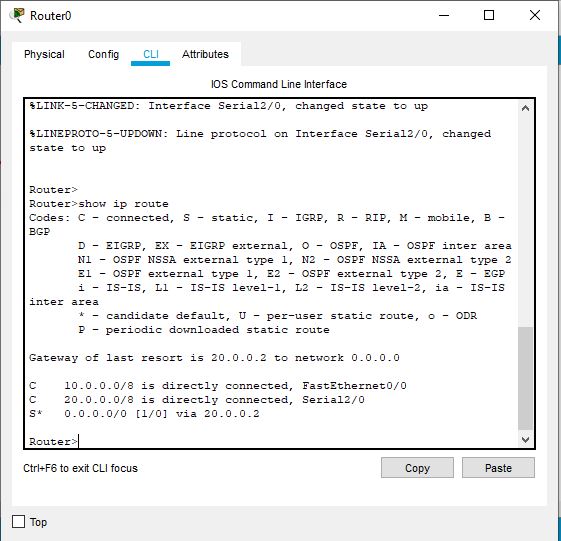 Router0
Physical Config CLI Attributes
IOS Command Line Interface
%LINK-5-CHANGED: Interface Serial2/0, changed state to up
%LINEPROTO-5-UPDOWN: Line protocol on Interface Serial2/0, changed
state to up
Router>
Router>show ip route
Codes: C - connected, S - static, I - IGRP, R - RIP, M - mobile, B -
BGP
D - EIGRP, EX - EIGRP external, O - OSPF, IA - OSPF inter area
N1 - OSPF NSSA external type 1, N2 - OSPF NSSA external type 2
E1 - OSPF external type 1, E2 - OSPF external type 2, E - EGP
i - IS-IS, L1 - IS-IS level-1, L2 - IS-IS level-2, ia - IS-IS
inter area
* - candidate default, U - per-user static route, o - ODR
P - periodic downloaded static route
Gateway of last resort is 20.0.0.2 to network 0.0.0.0
C 10.0.0.0/8 is directly connected, FastEthernet0/0
C 20.0.0.0/8 is directly connected, Serial2/0
S* 0.0.0.0/0 [1/0] via 20.0.0.2
Router>
Ctrl+F6 to exit CLI focus
Copy Paste
Top